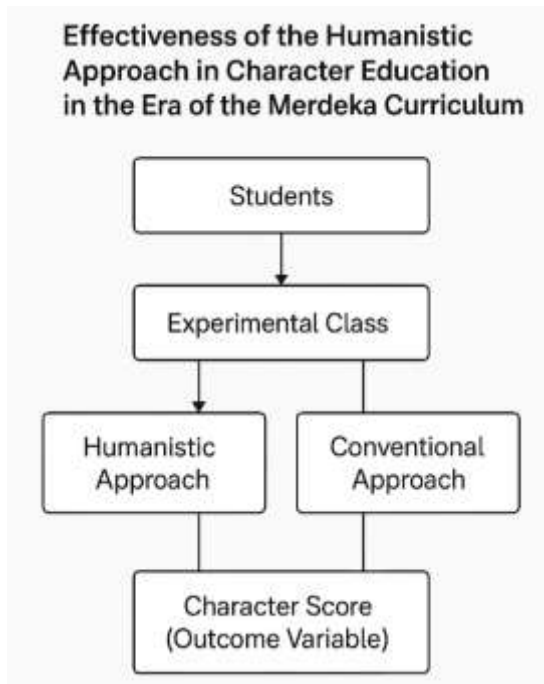 Effectiveness of the Humanistic
Approach in Character Education
in the Era of the Merdeka Curriculum
Students
Experimental Class
Humanistic
Approach
Conventional
Approach
Character Score
(Outcome Variable)